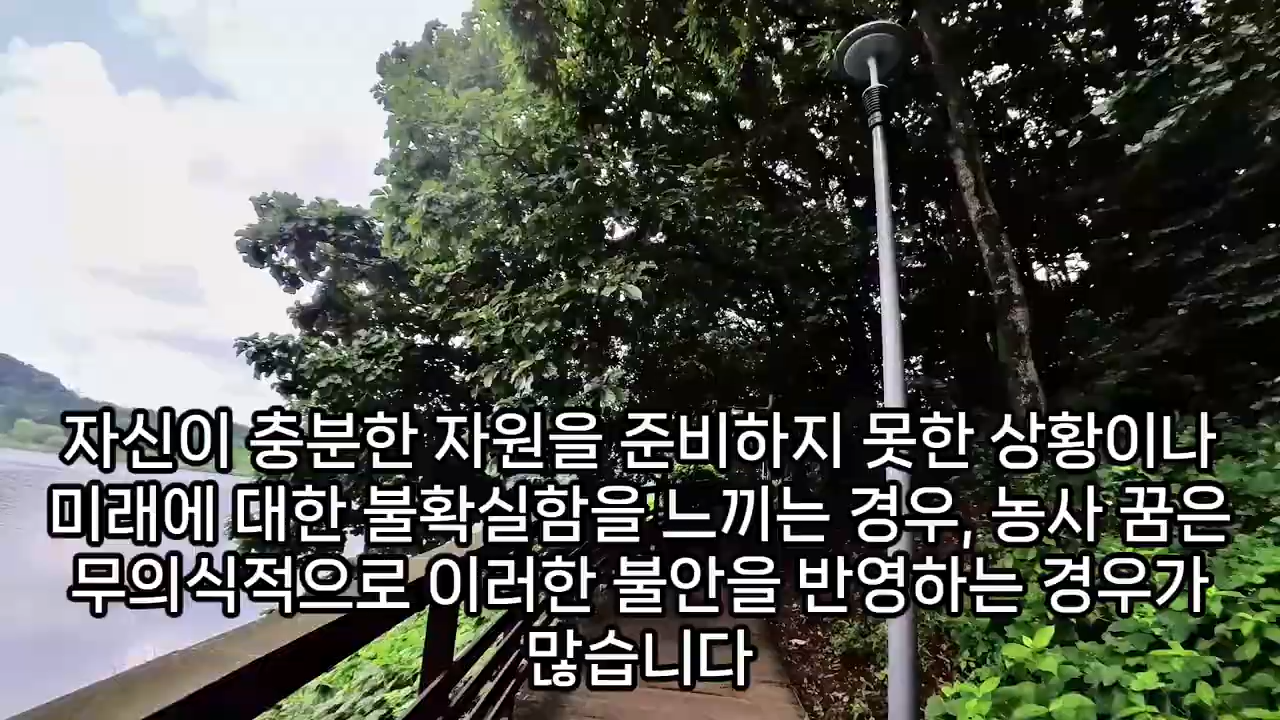 자신이 충분한 자원을 준비하지 못한 상황이나
미래에 대한 불확실함을 느끼는 경우, 농사 꿈은
무의식적으로 이러한 불안을 반영하는 경우가
많습니다